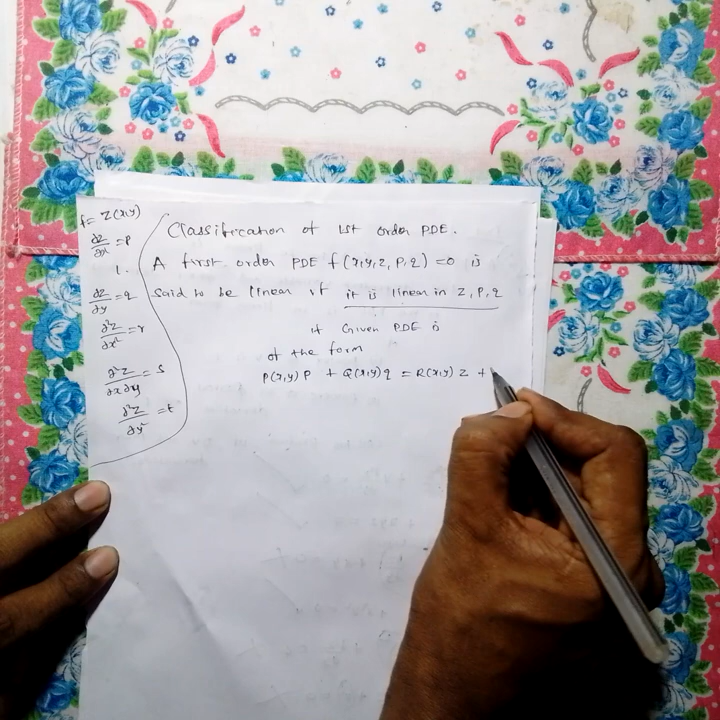 f = Z(x,y)
∂Z/∂x = P
1.
∂Z/∂y = q
∂²Z/∂x² = r
∂²Z/∂x∂y = s
∂²Z/∂y² = t
Classification of 1st order PDE.
A first order PDE f(x,y,z,P,q) = 0 is
said to be linear if it is linear in Z, P, q
if Given PDE is
of the form
P(x,y) P + Q(x,y) q = R(x,y) Z +